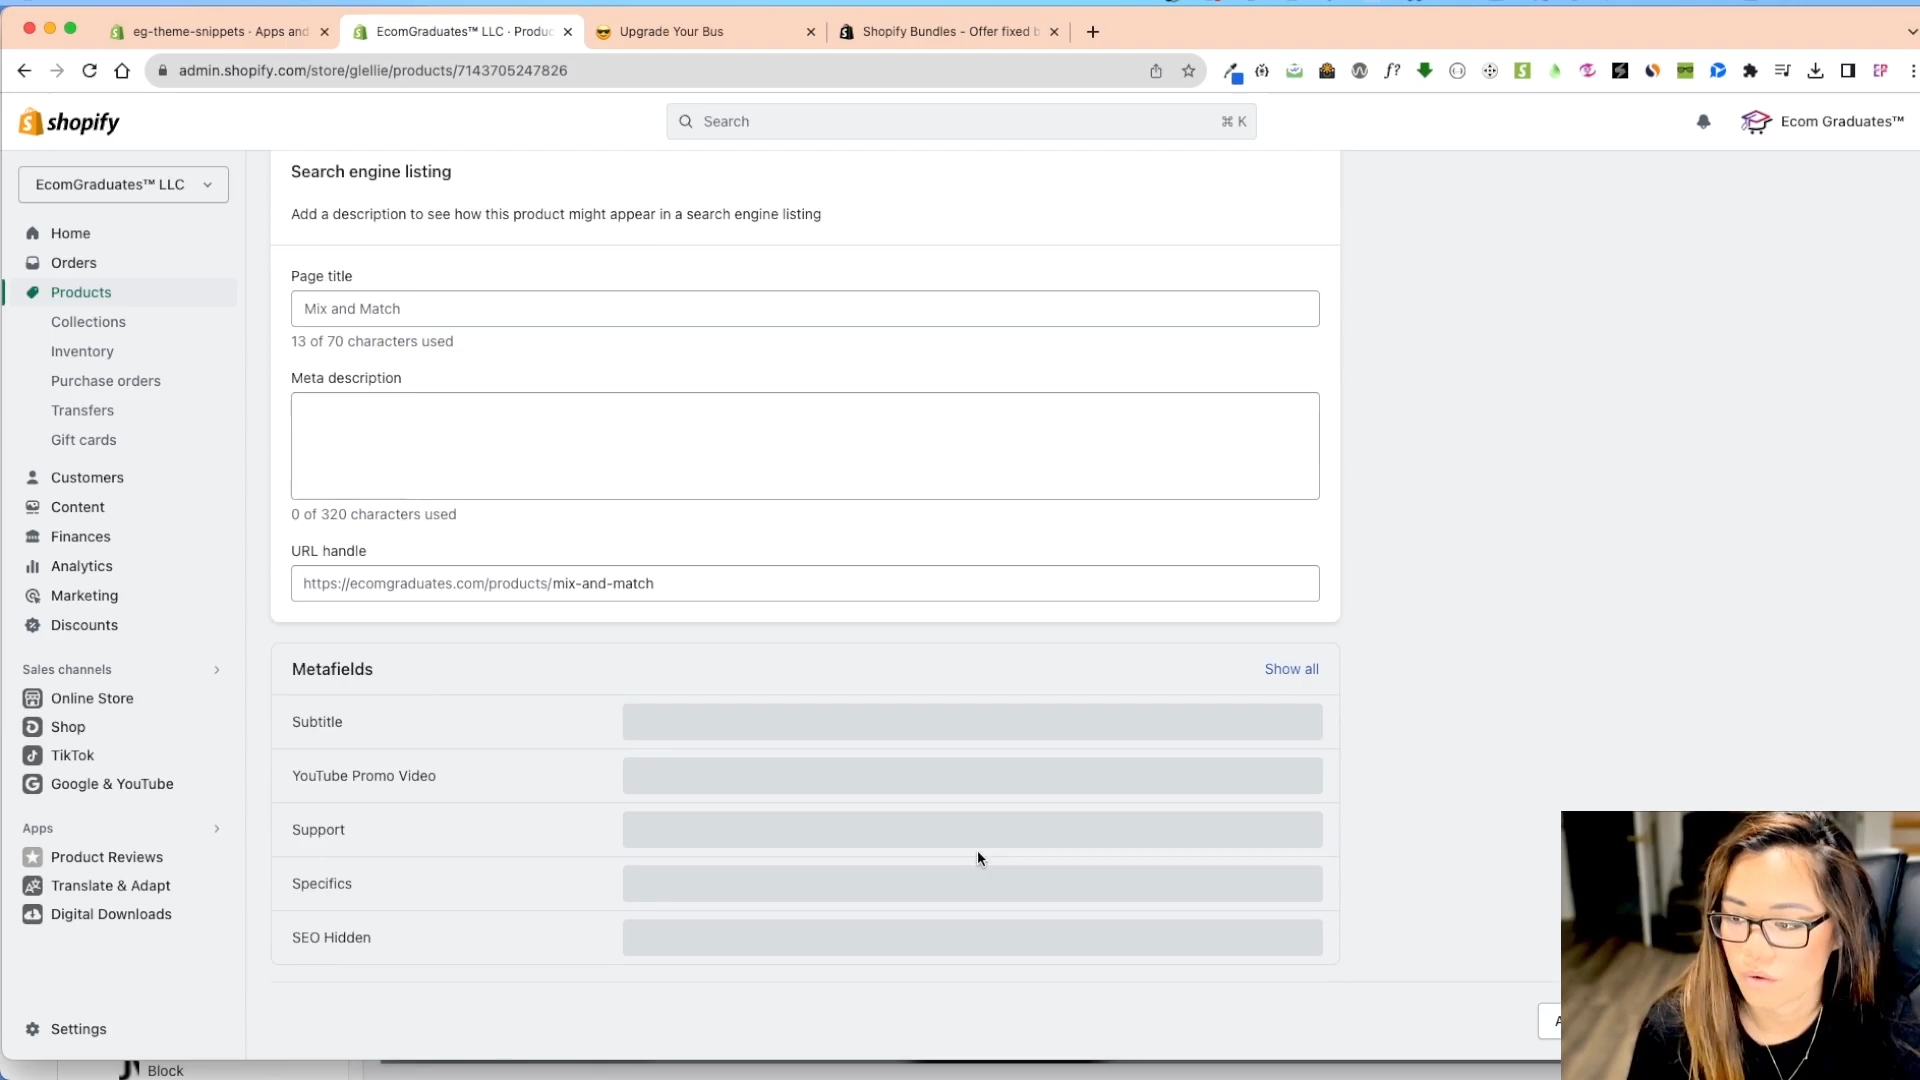 eg-theme-snippets · Apps and
EcomGraduates™ LLC · Produc
Upgrade Your Bus
Shopify Bundles - Offer fixed b
admin.shopify.com/store/glellie/products/7143705247826
shopify
Search
⌘ K
Ecom Graduates™
EcomGraduates™ LLC
Home
Orders
Products
Collections
Inventory
Purchase orders
Transfers
Gift cards
Customers
Content
Finances
Analytics
Marketing
Discounts
Sales channels
Online Store
Shop
TikTok
Google & YouTube
Apps
Product Reviews
Translate & Adapt
Digital Downloads
Settings
Search engine listing
Add a description to see how this product might appear in a search engine listing
Page title
Mix and Match
13 of 70 characters used
Meta description
0 of 320 characters used
URL handle
https://ecomgraduates.com/products/mix-and-match
Metafields
Show all
Subtitle
YouTube Promo Video
Support
Specifics
SEO Hidden
Block